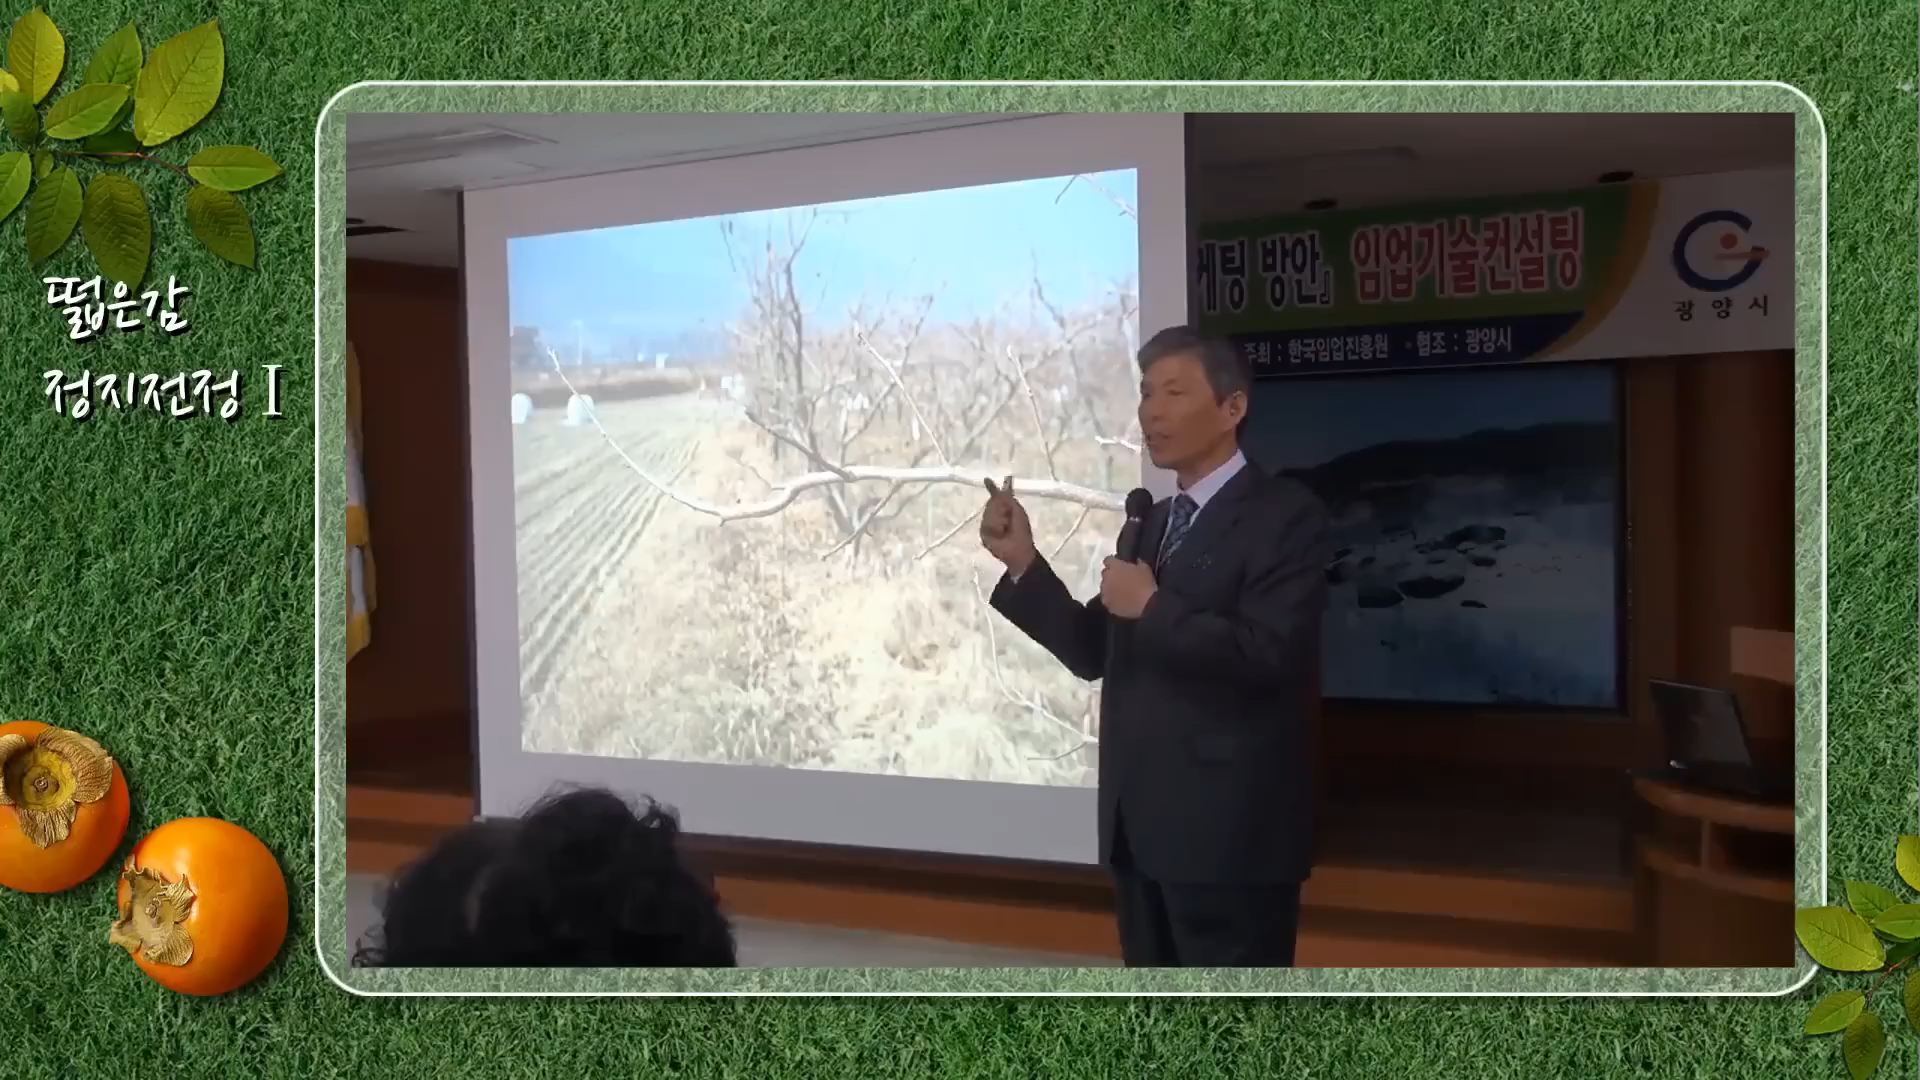 떫은감
정지전정 Ⅰ
케팅 방안』 임업기술컨설팅
광양시
주최 : 한국임업진흥원 • 협조 : 광양시